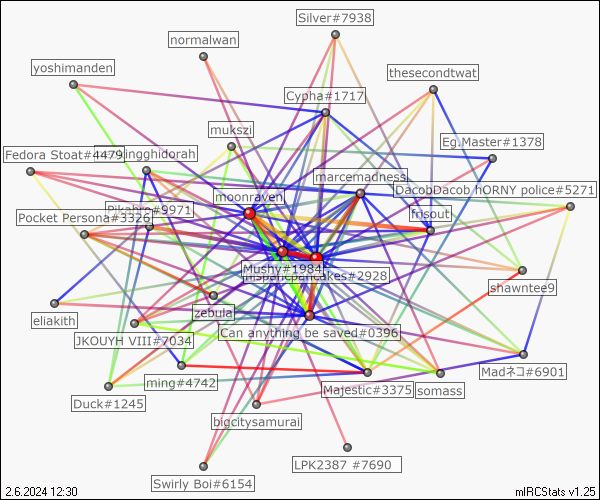 Silver#7938
normalwan
yoshimanden
thesecondtwat
Cypha#1717
mukszi
Eg.Master#1378
Fedora Stoat#4479
kingghidorah
marcemadness
DacobDacob
hORNY police#5271
moonraven
Pikabro#9971
Pocket Persona#3326
frisout
Mushy#1984
#2928
shawntee9
zebula
eliakith
Can anything be saved#0396
JKOUYH VIII#7034
Madネコ#6901
ming#4742
Majestic#3375
somass
Duck#1245
bigcitysamurai
LPK2387 #7690
Swirly Boi#6154
2.6.2024 12:30
mIRCStats v1.25